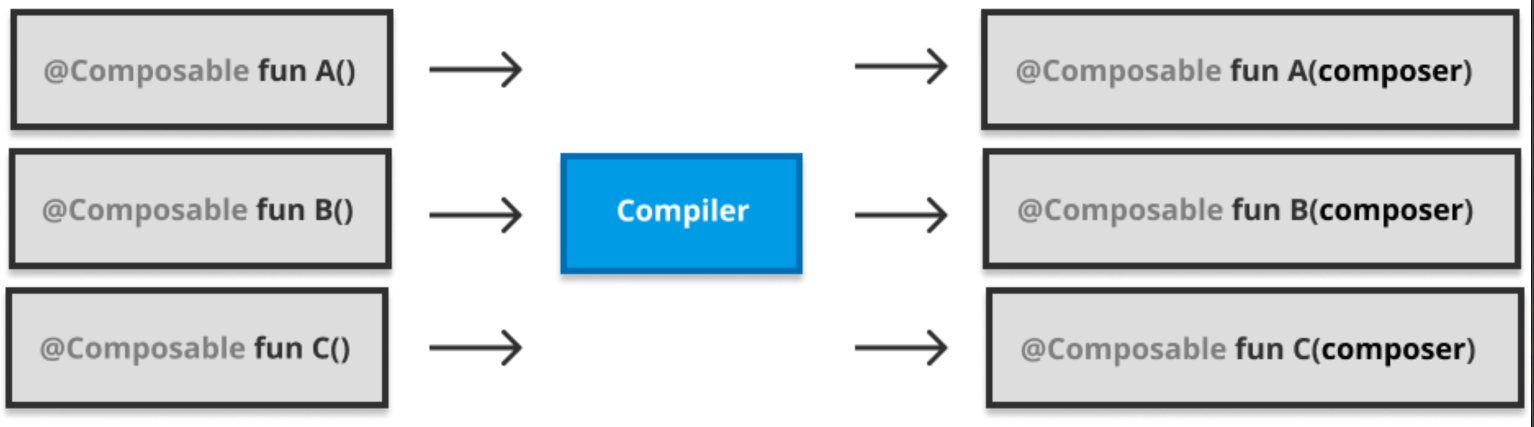 @Composable fun A()
@Composable fun A(composer)
@Composable fun B()
Compiler
@Composable fun B(composer)
@Composable fun C()
@Composable fun C(composer)